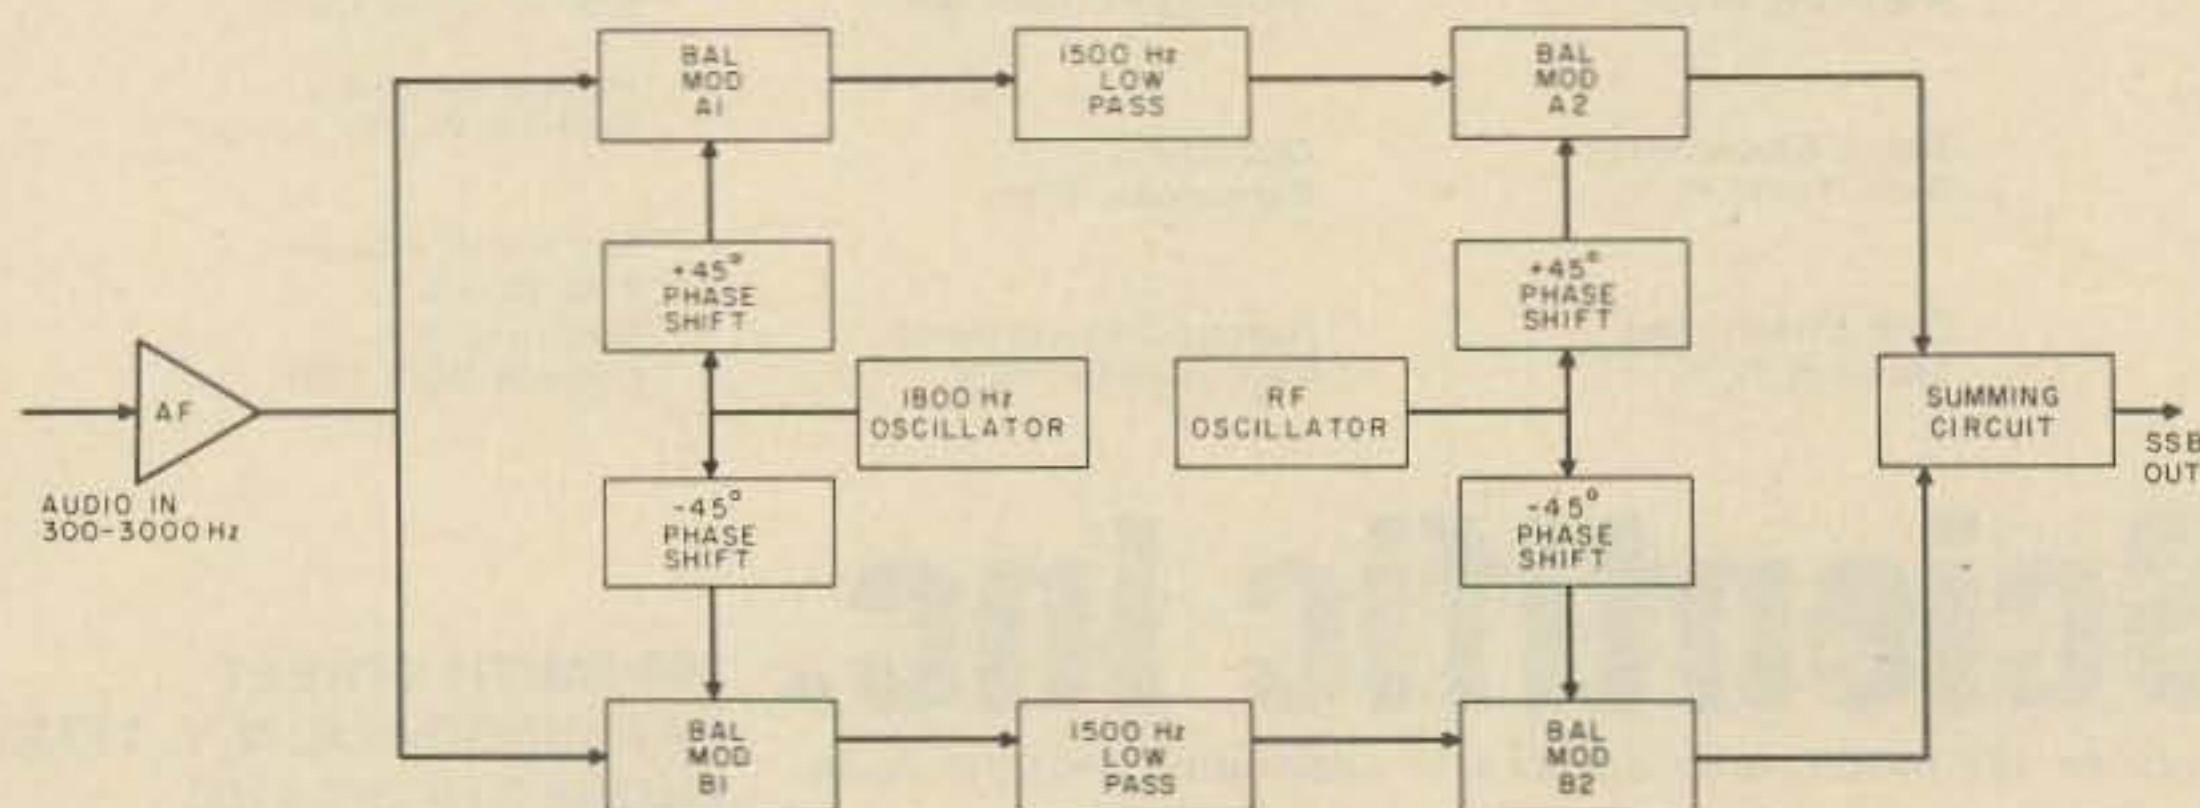 BAL
MOD
A1
1500 Hz
LOW
PASS
BAL
MOD
A2
+45°
PHASE
SHIFT
+45°
PHASE
SHIFT
AF
1800 Hz
OSCILLATOR
RF
OSCILLATOR
SUMMING
CIRCUIT
SSB
OUT
AUDIO IN
300-3000 Hz
-45°
PHASE
SHIFT
-45°
PHASE
SHIFT
BAL
MOD
B1
1500 Hz
LOW
PASS
BAL
MOD
B2